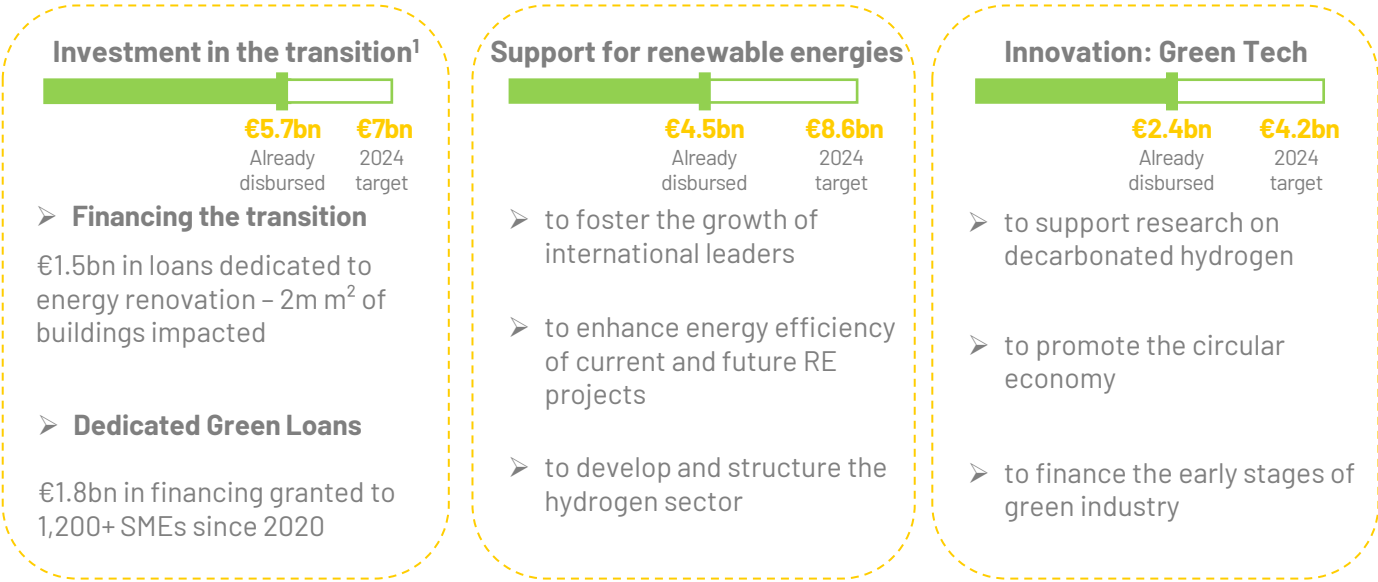 Investment in the transition¹
€5.7bn €7bn
Already 2024
disbursed target
➢ Financing the transition
€1.5bn in loans dedicated to
energy renovation – 2m m² of
buildings impacted
➢ Dedicated Green Loans
€1.8bn in financing granted to
1,200+ SMEs since 2020
Support for renewable energies
€4.5bn €8.6bn
Already 2024
disbursed target
➢ to foster the growth of
international leaders
➢ to enhance energy efficiency
of current and future RE
projects
➢ to develop and structure the
hydrogen sector
Innovation: Green Tech
€2.4bn €4.2bn
Already 2024
disbursed target
➢ to support research on
decarbonated hydrogen
➢ to promote the circular
economy
➢ to finance the early stages of
green industry